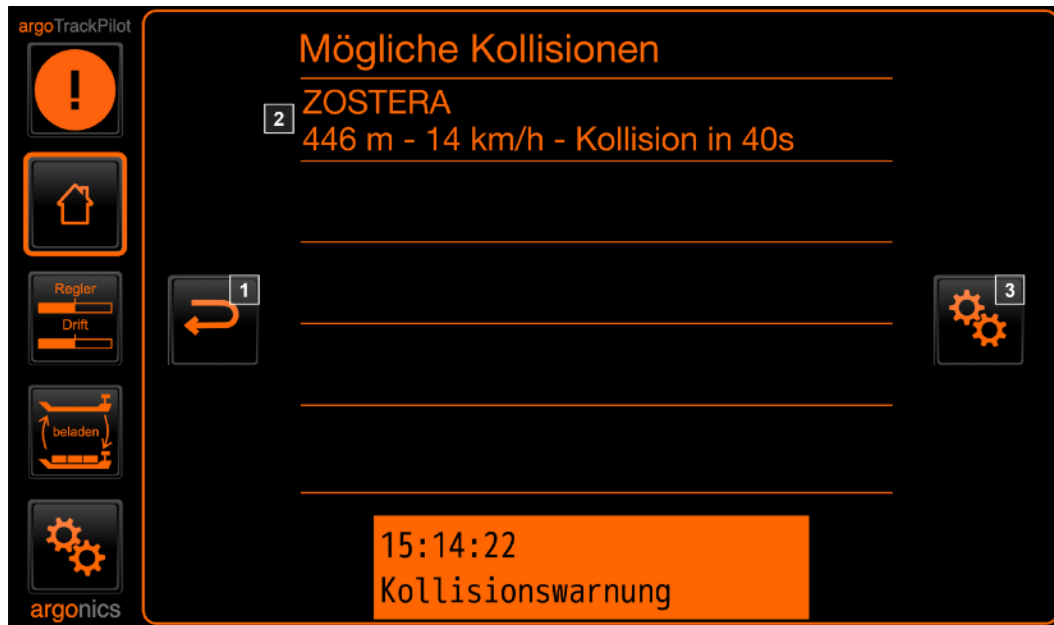 argoTrackPilot
!
Mögliche Kollisionen
2
ZOSTERA
446 m - 14 km/h - Kollision in 40s
Regler
Drift
1
3
beladen
15:14:22
Kollisionswarnung
argonics